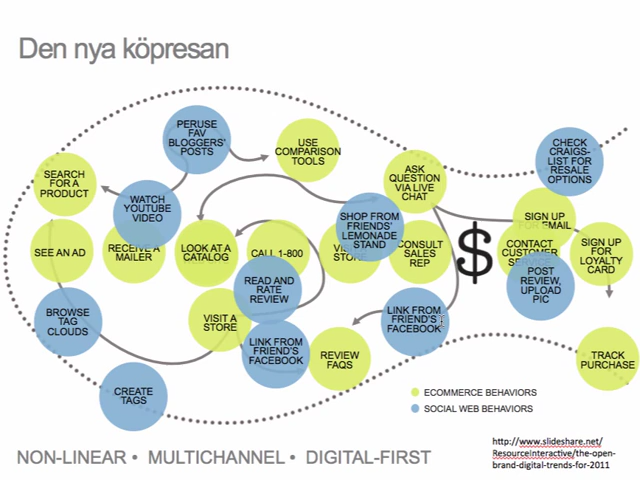 Den nya köpresan
PERUSE
FAV
BLOGGERS'
POSTS
USE
COMPARISON
TOOLS
CHECK
CRAIGS-
LIST FOR
RESALE
OPTIONS
SEARCH
FOR A
PRODUCT
ASK
QUESTION
VIA LIVE
CHAT
WATCH
YOUTUBE
VIDEO
SHOP FROM
FRIENDS'
LEMONADE
STAND
SIGN UP
FOR EMAIL
SEE AN AD
RECEIVE A
MAILER
LOOK AT A
CATALOG
CALL 1-800
STORE
CONSULT
SALES
REP
$
CONTACT
CUSTOMER
SERVICE
SIGN UP
FOR
LOYALTY
CARD
READ AND
RATE
REVIEW
POST
REVIEW,
UPLOAD
PIC
BROWSE
TAG
CLOUDS
VISIT A
STORE
LINK FROM
FRIEND'S
FACEBOOK
LINK FROM
FRIEND'S
FACEBOOK
REVIEW
FAQS
TRACK
PURCHASE
CREATE
TAGS
ECOMMERCE BEHAVIORS
SOCIAL WEB BEHAVIORS
NON-LINEAR • MULTICHANNEL • DIGITAL-FIRST
http://www.slideshare.net/
ResourceInteractive/the-open-
brand-digital-trends-for-2011